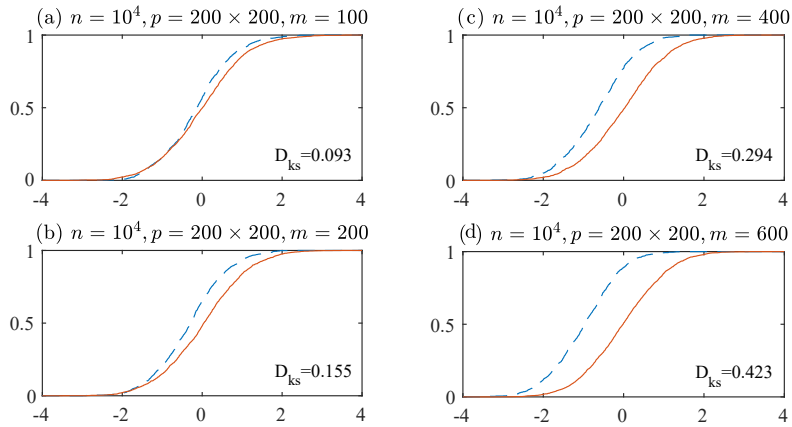 (a) n = 10^4, p = 200 × 200, m = 100
1
0.5
0
D_ks=0.093
-4 -2 0 2 4
(b) n = 10^4, p = 200 × 200, m = 200
1
0.5
0
D_ks=0.155
-4 -2 0 2 4
(c) n = 10^4, p = 200 × 200, m = 400
1
0.5
0
D_ks=0.294
-4 -2 0 2 4
(d) n = 10^4, p = 200 × 200, m = 600
1
0.5
0
D_ks=0.423
-4 -2 0 2 4